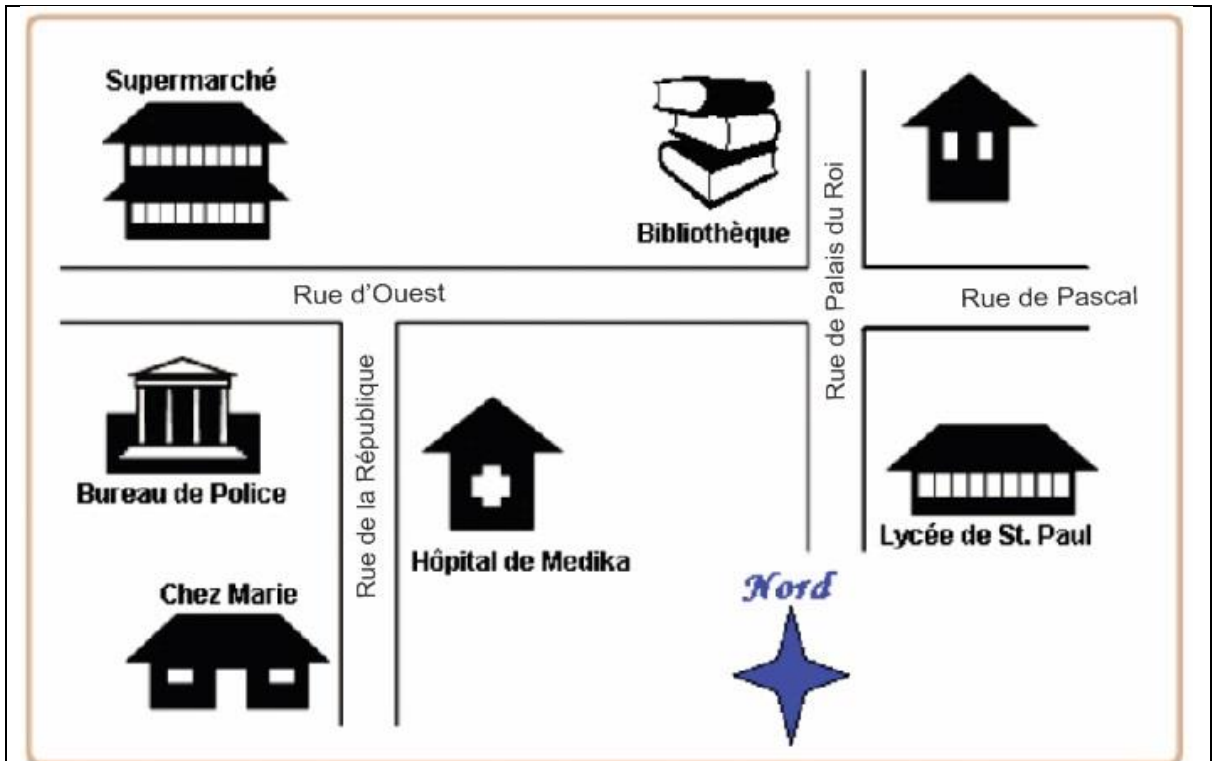 Supermarché
Bibliothèque
Rue de Palais du Roi
Rue d'Ouest
Rue de Pascal
Rue de la République
Bureau de Police
Hôpital de Medika
Lycée de St. Paul
Chez Marie
Nord